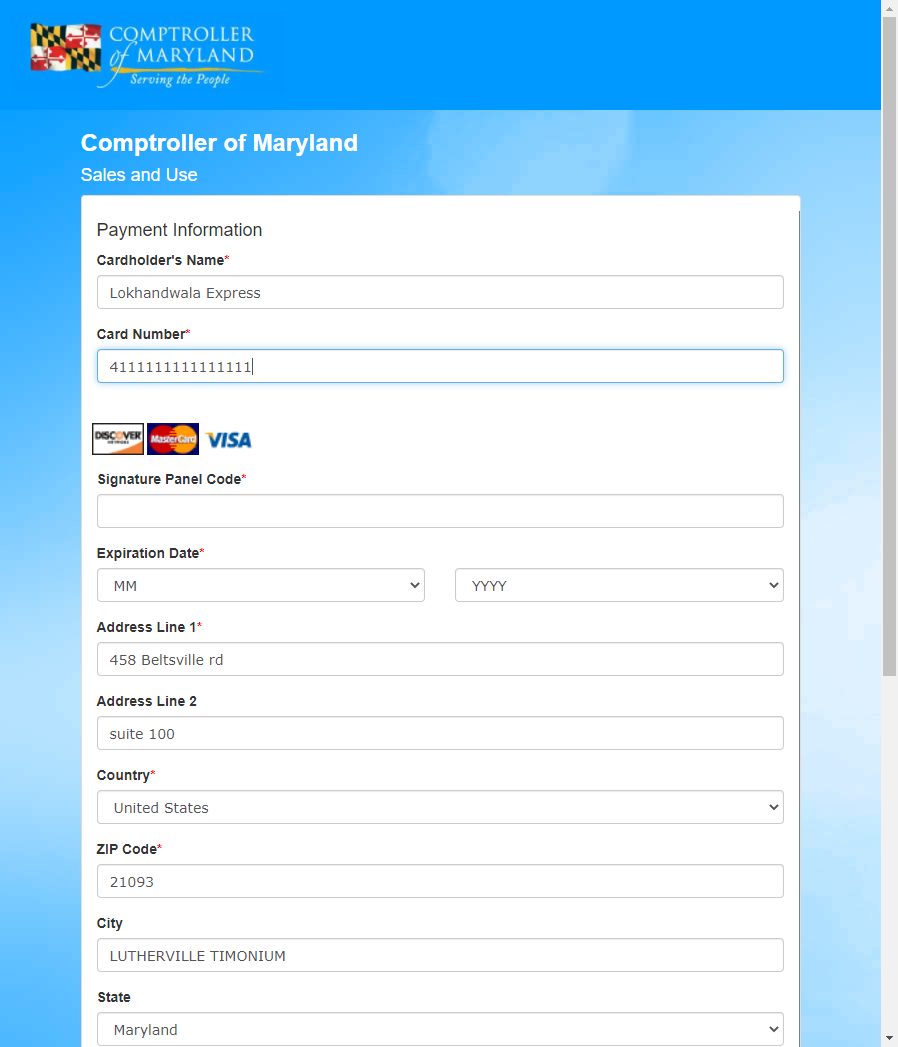 COMPTROLLER
of MARYLAND
Serving the People
Comptroller of Maryland
Sales and Use
Payment Information
Cardholder's Name*
Lokhandwala Express
Card Number*
4111111111111111
DISCOVER NETWORK MasterCard VISA
Signature Panel Code*
Expiration Date*
MM YYYY
Address Line 1*
458 Beltsville rd
Address Line 2
suite 100
Country*
United States
ZIP Code*
21093
City
LUTHERVILLE TIMONIUM
State
Maryland